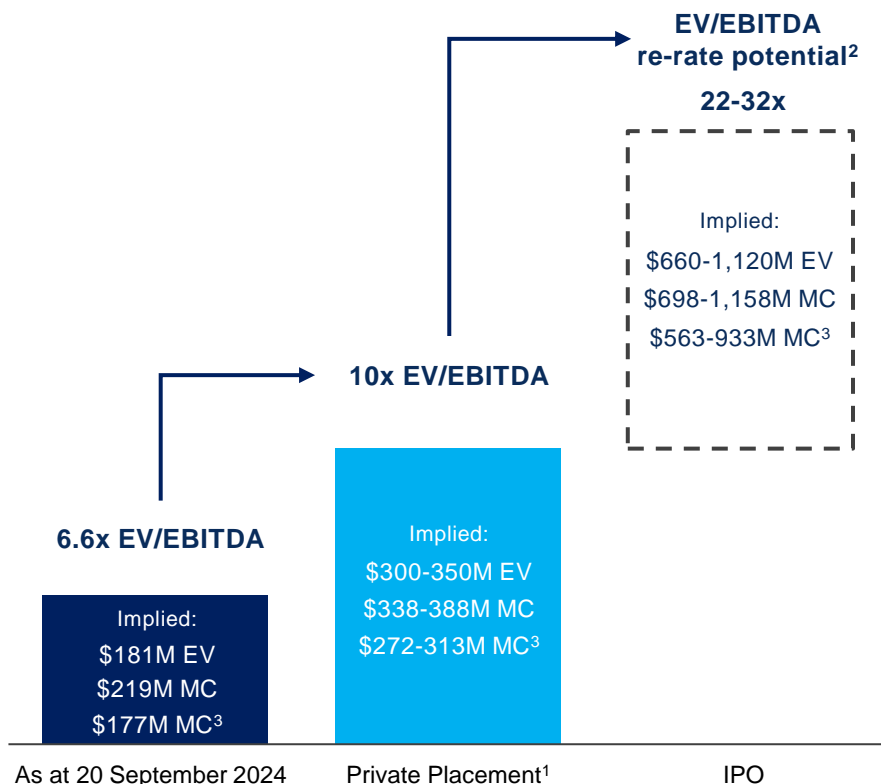 EV/EBITDA
re-rate potential²
22-32x
Implied:
$660-1,120M EV
$698-1,158M MC
$563-933M MC³
10x EV/EBITDA
Implied:
$300-350M EV
$338-388M MC
$272-313M MC³
6.6x EV/EBITDA
Implied:
$181M EV
$219M MC
$177M MC³
As at 20 September 2024
Private Placement¹
IPO